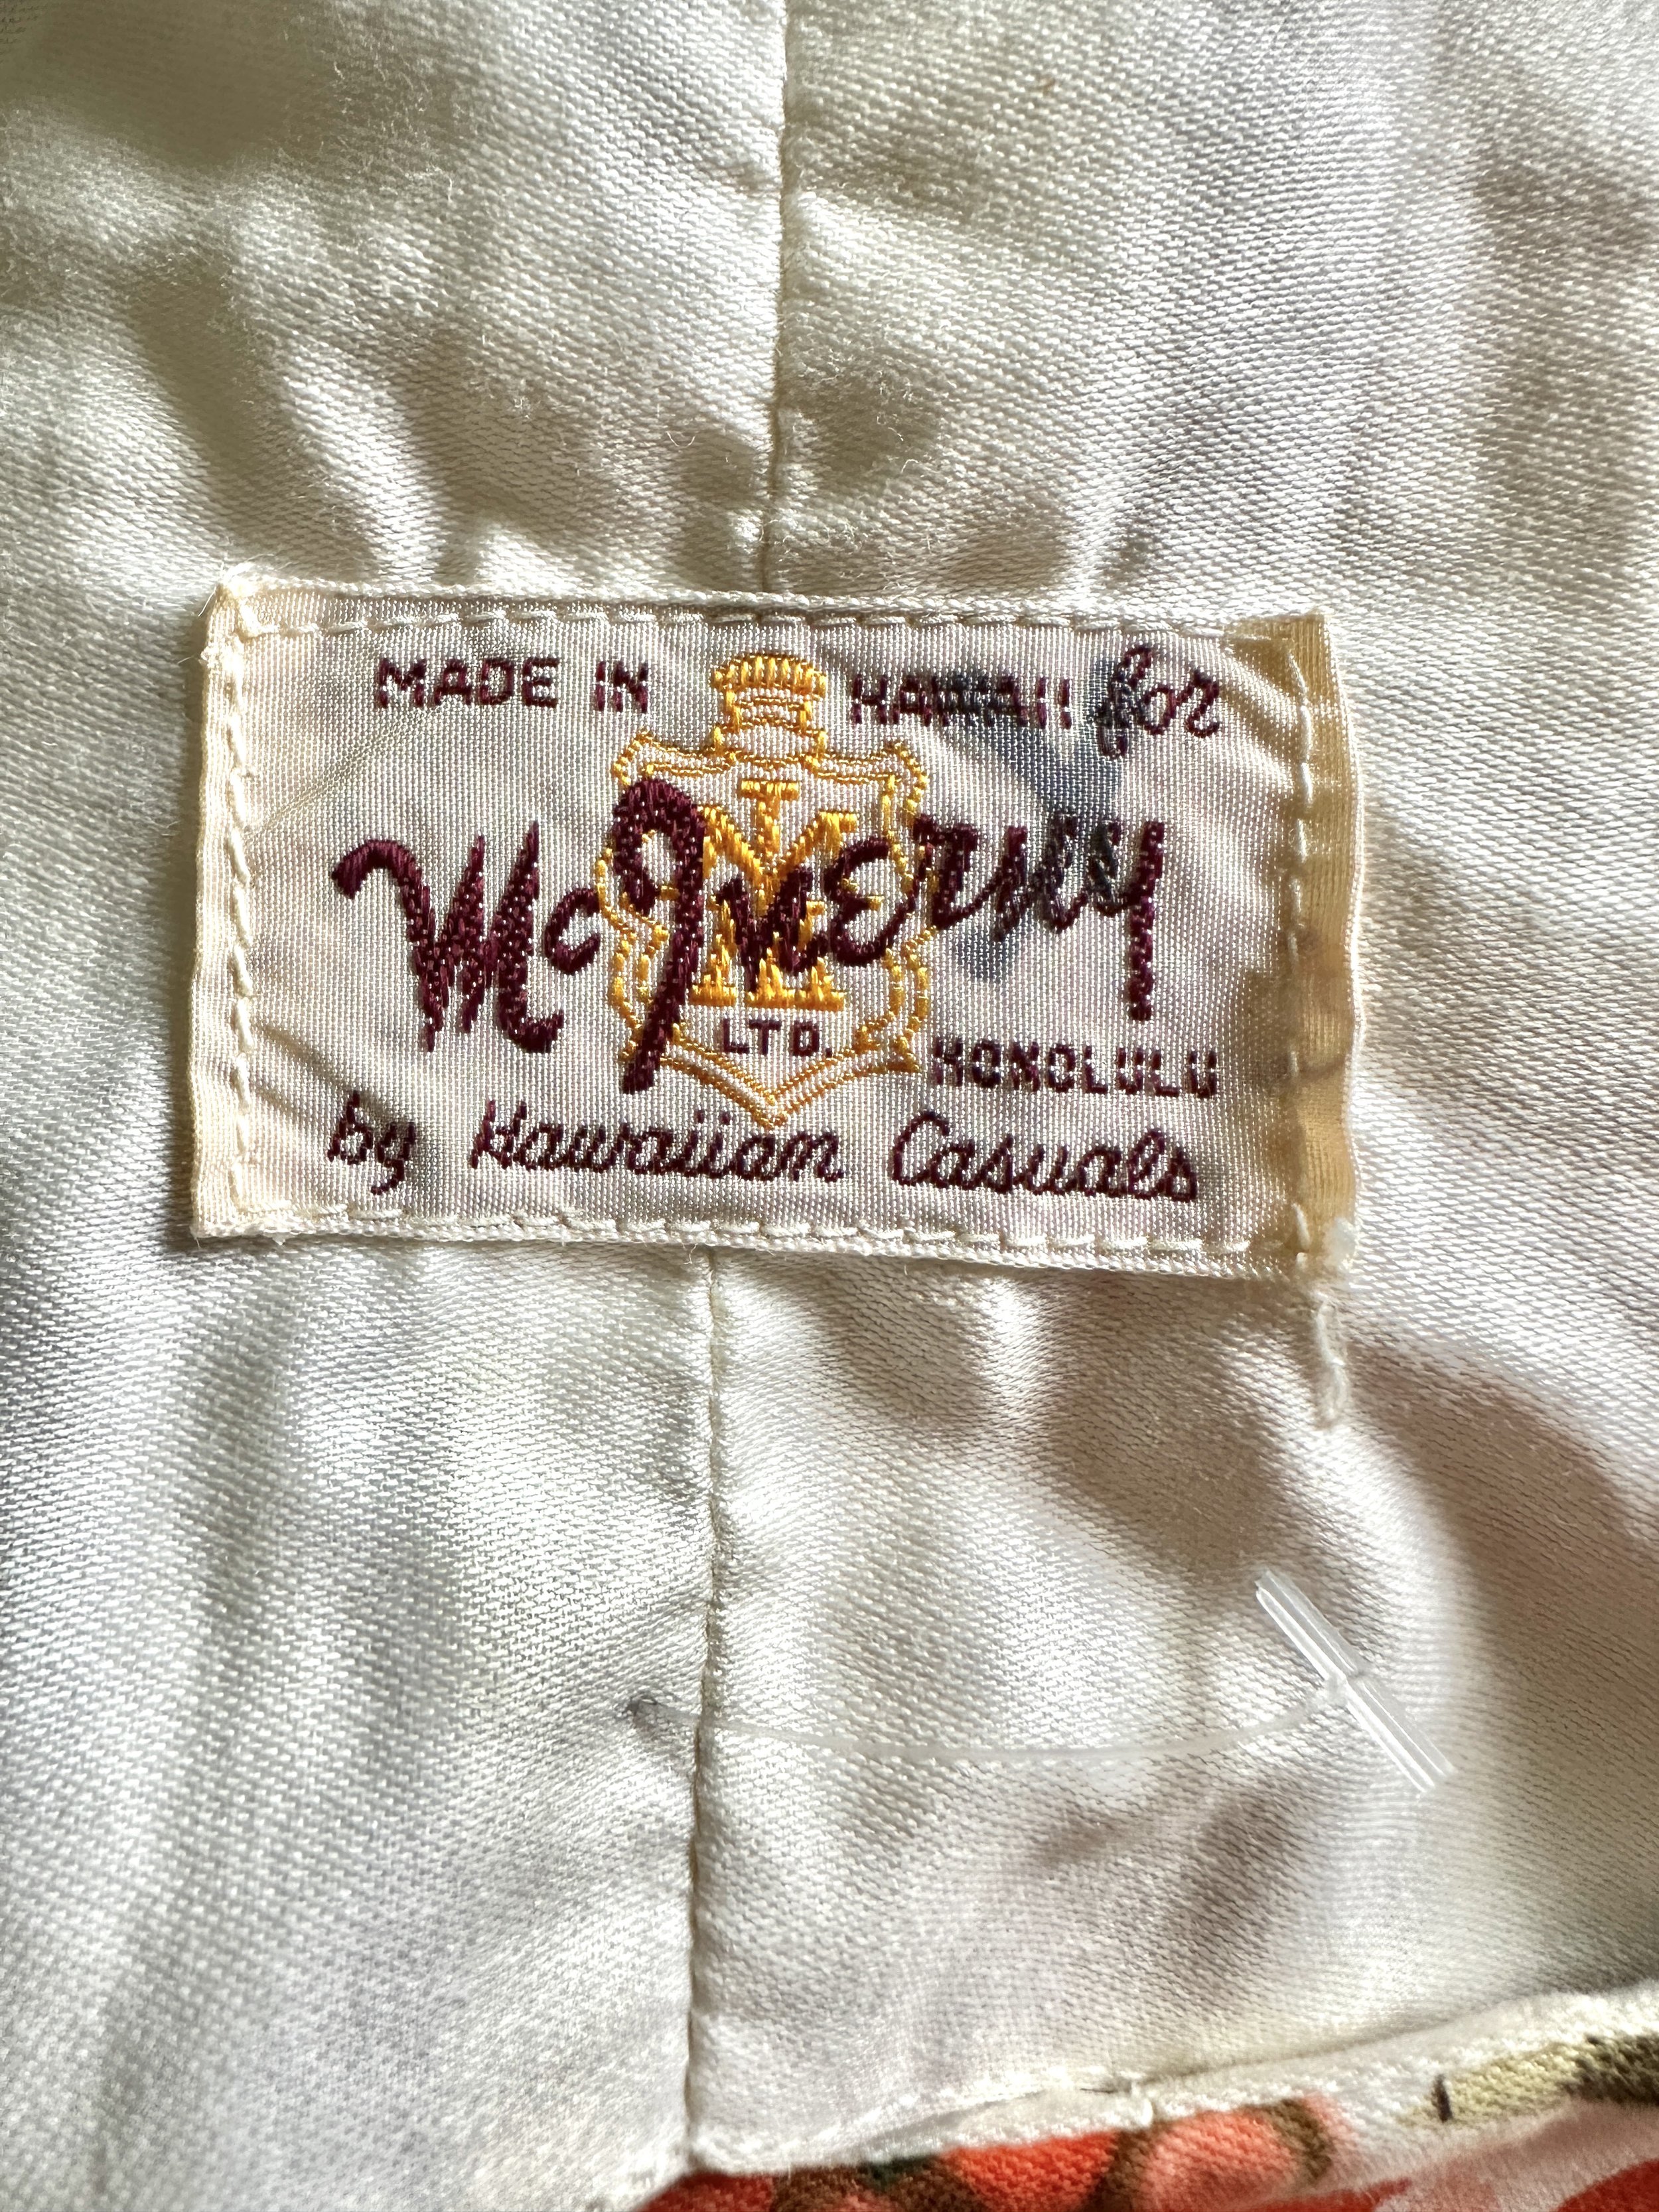 MADE IN HAWAII for
McInerny
LTD.
HONOLULU
by Hawaiian Casuals